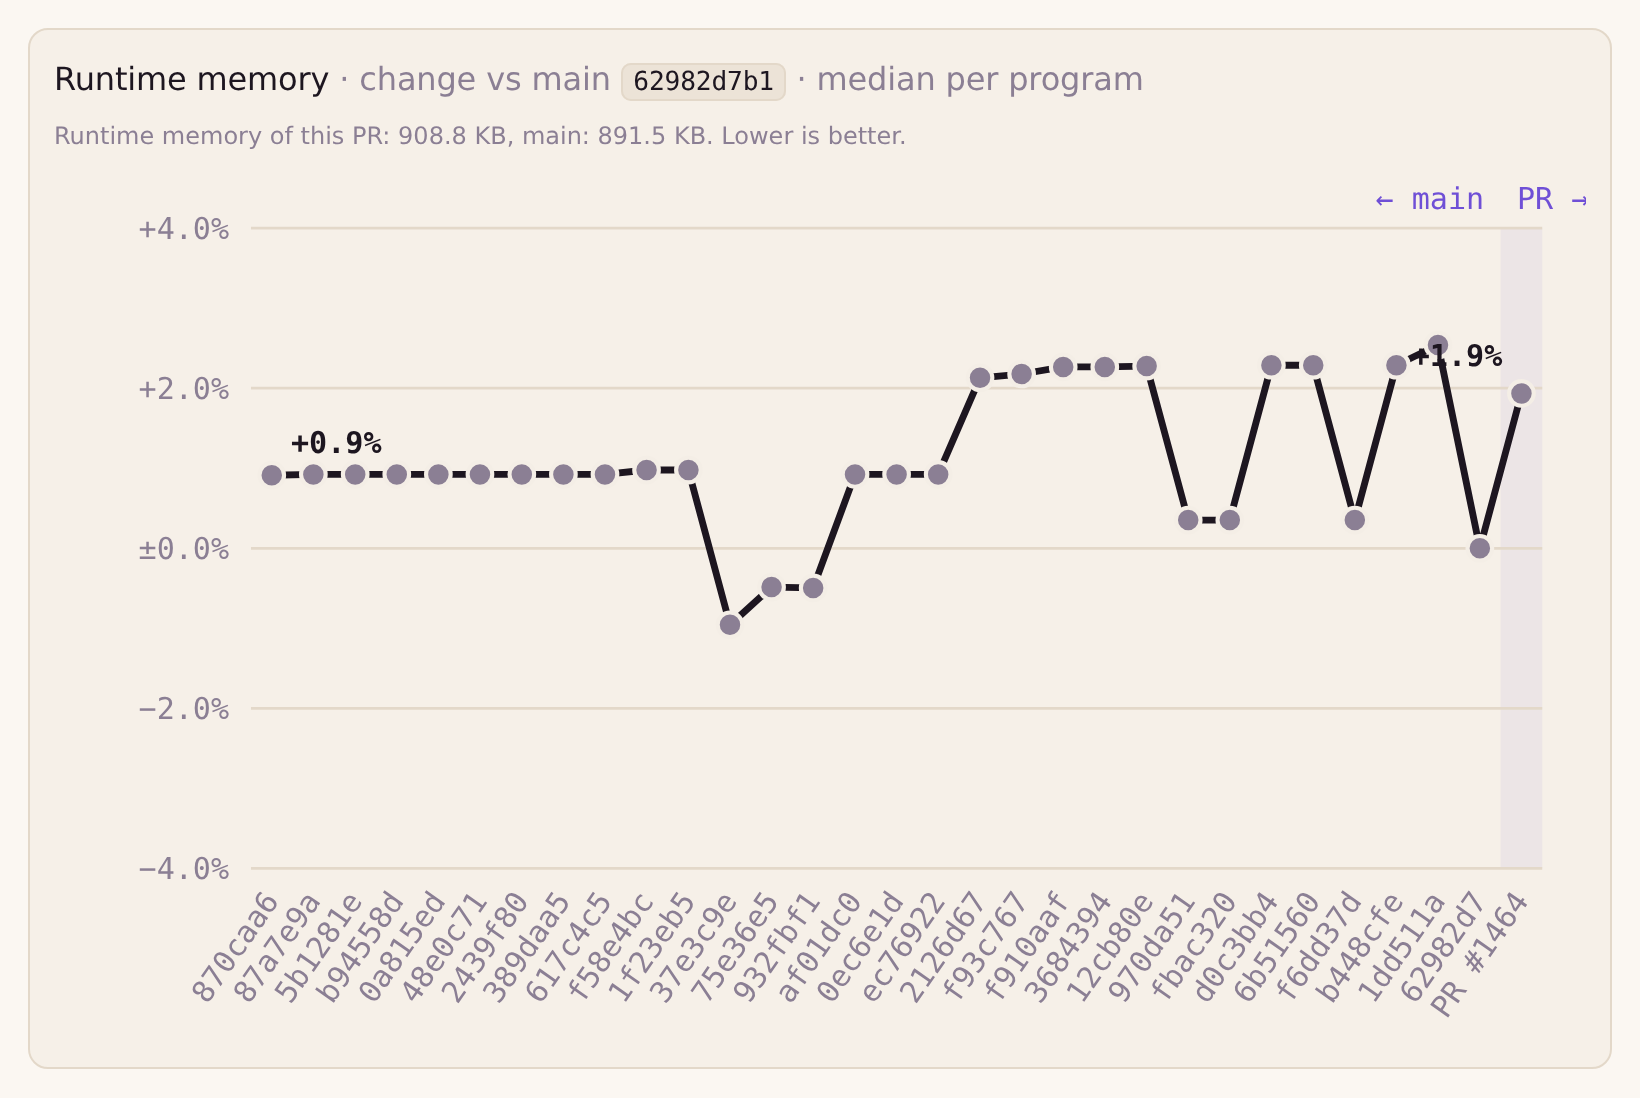 Runtime memory · change vs main 62982d7b1 · median per program
Runtime memory of this PR: 908.8 KB, main: 891.5 KB. Lower is better.
← main PR →
+4.0%
+2.0%
±0.0%
−2.0%
−4.0%
+0.9%
+1.9%
870caa6
87a7e9a
5b1281e
b94558d
0a815ed
48e0c71
2439f80
389daa5
617c4c5
f58e4bc
1f23eb5
37e3c9e
75e36e5
932fbf1
af01dc0
0ec6e1d
ec76922
2126d67
f93c767
f910aaf
3684394
12cb80e
970da51
fbac320
d0c3bb4
6b51560
f6dd37d
b448cfe
1dd511a
62982d7
PR #1464